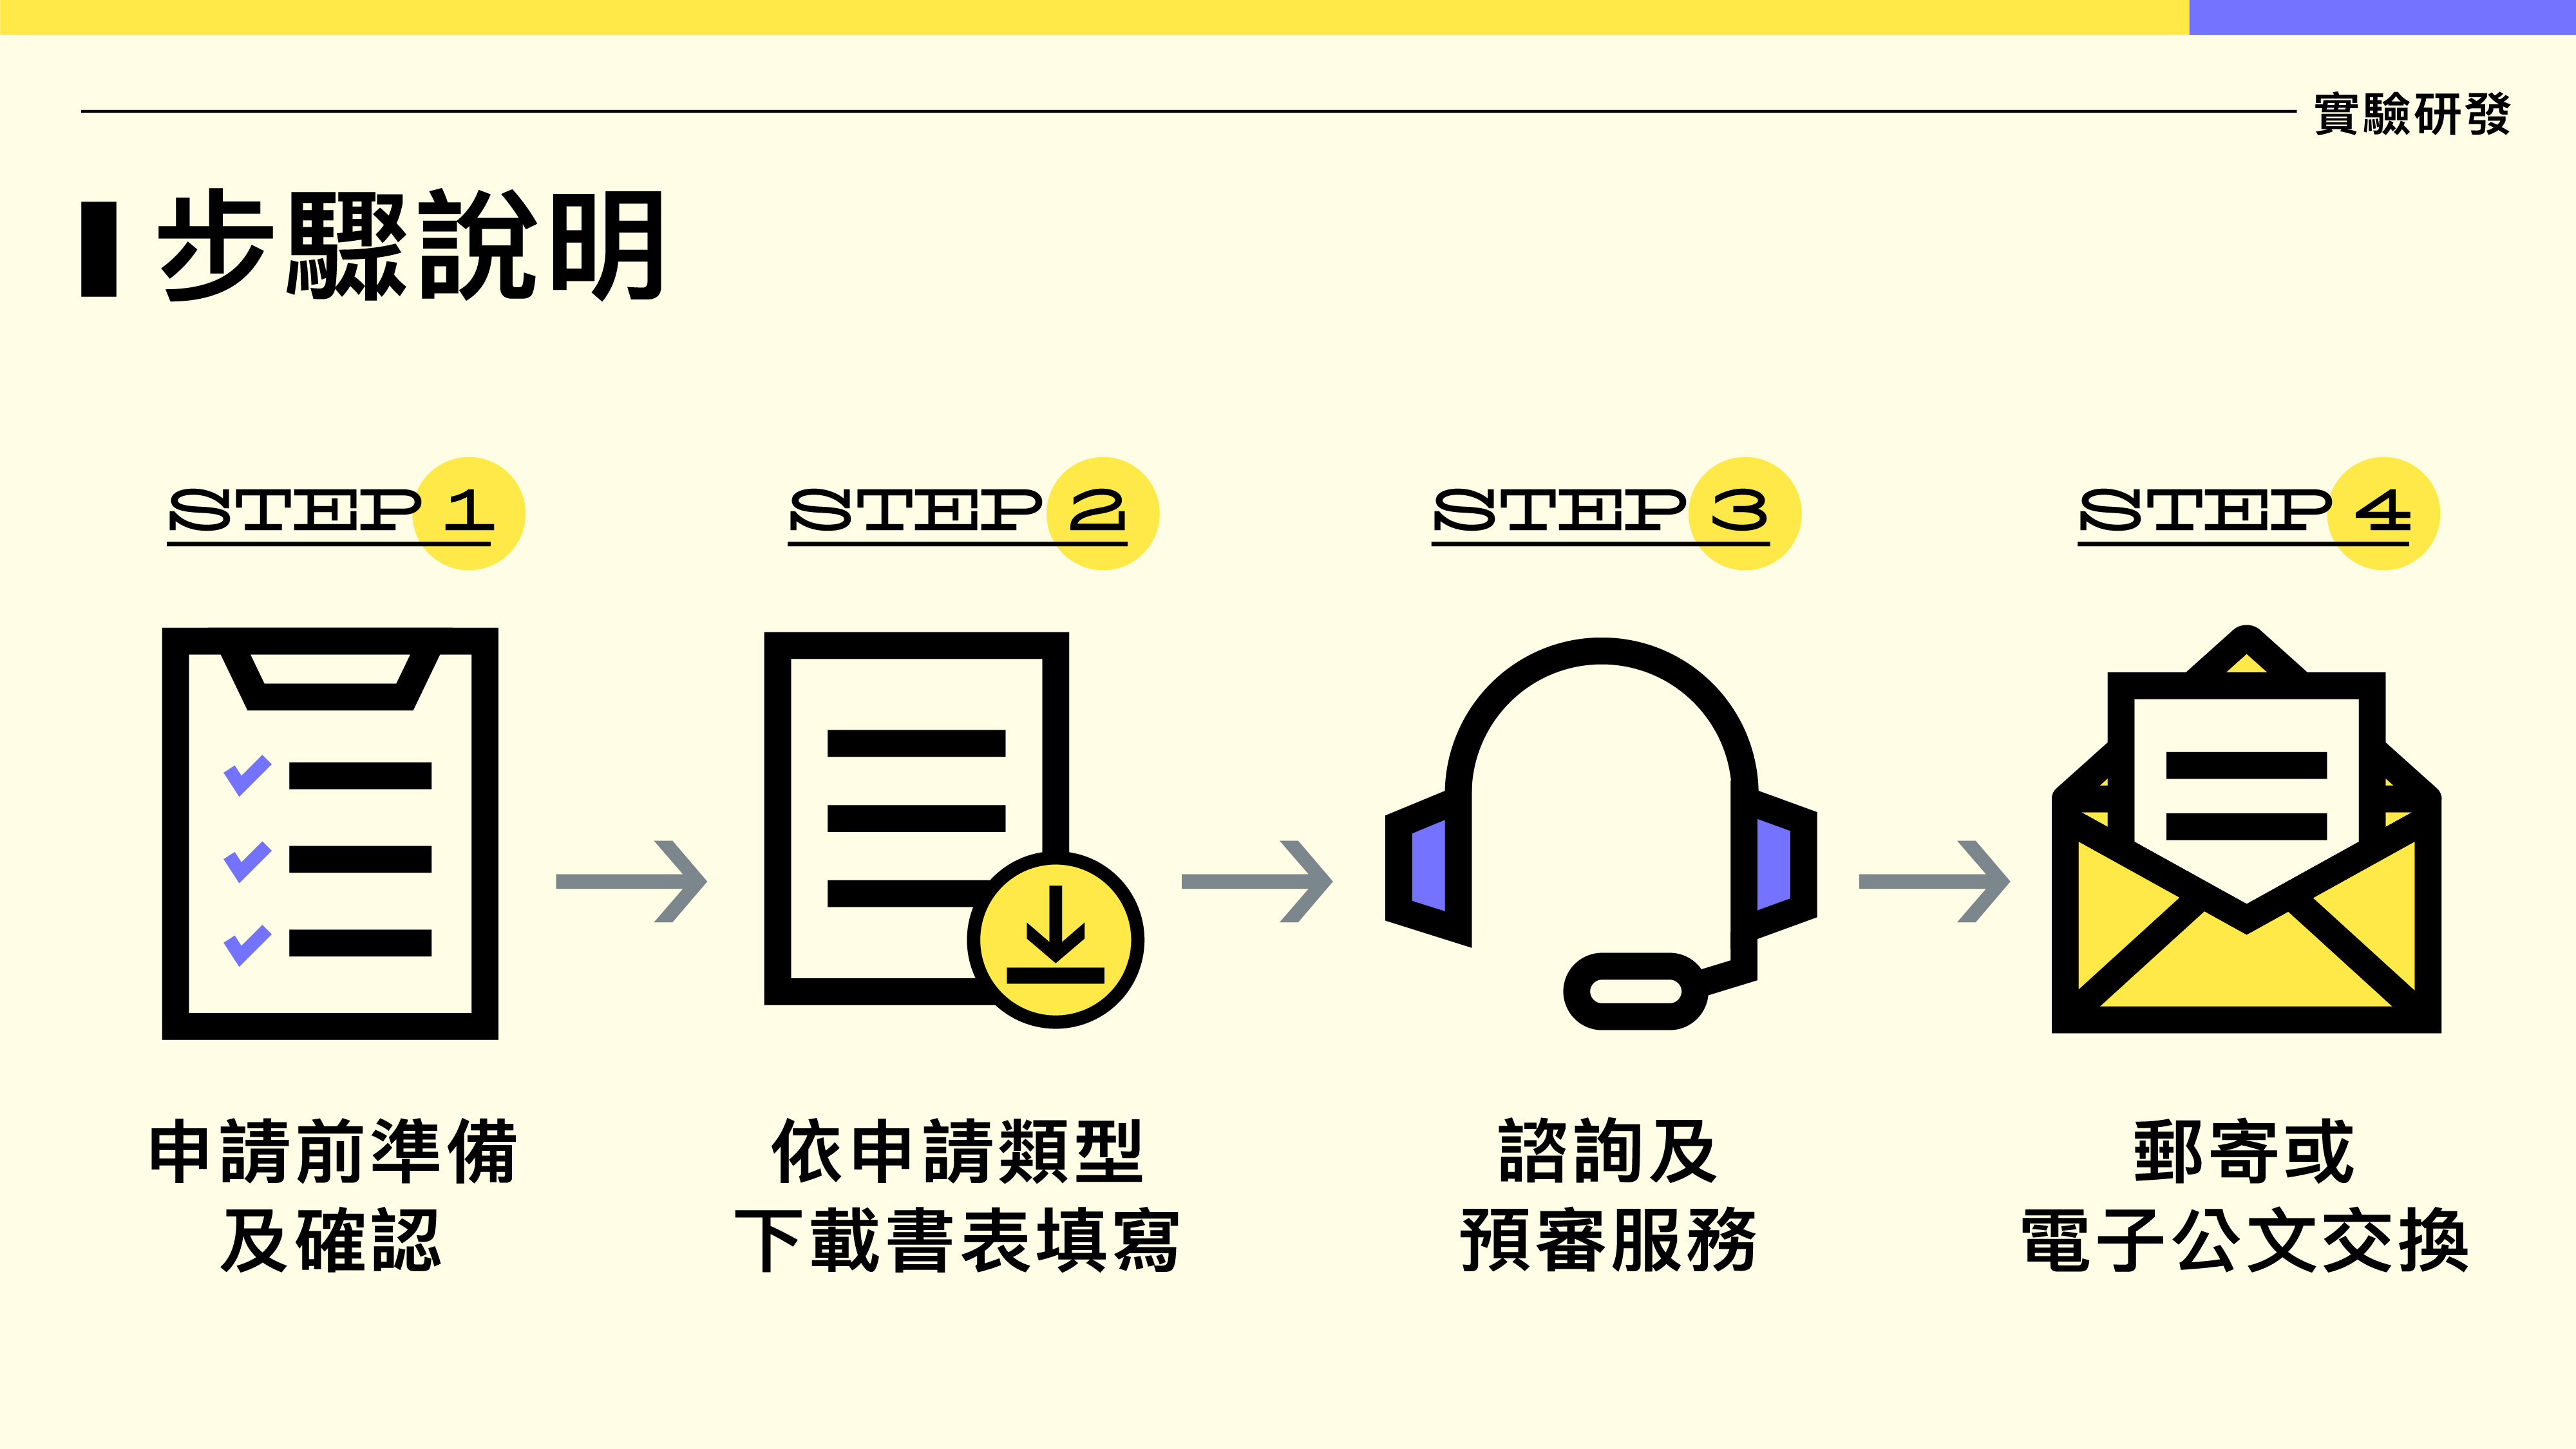 實驗研發
步驟說明
STEP 1
STEP 2
STEP 3
STEP 4
申請前準備
及確認
依申請類型
下載書表填寫
諮詢及
預審服務
郵寄或
電子公文交換